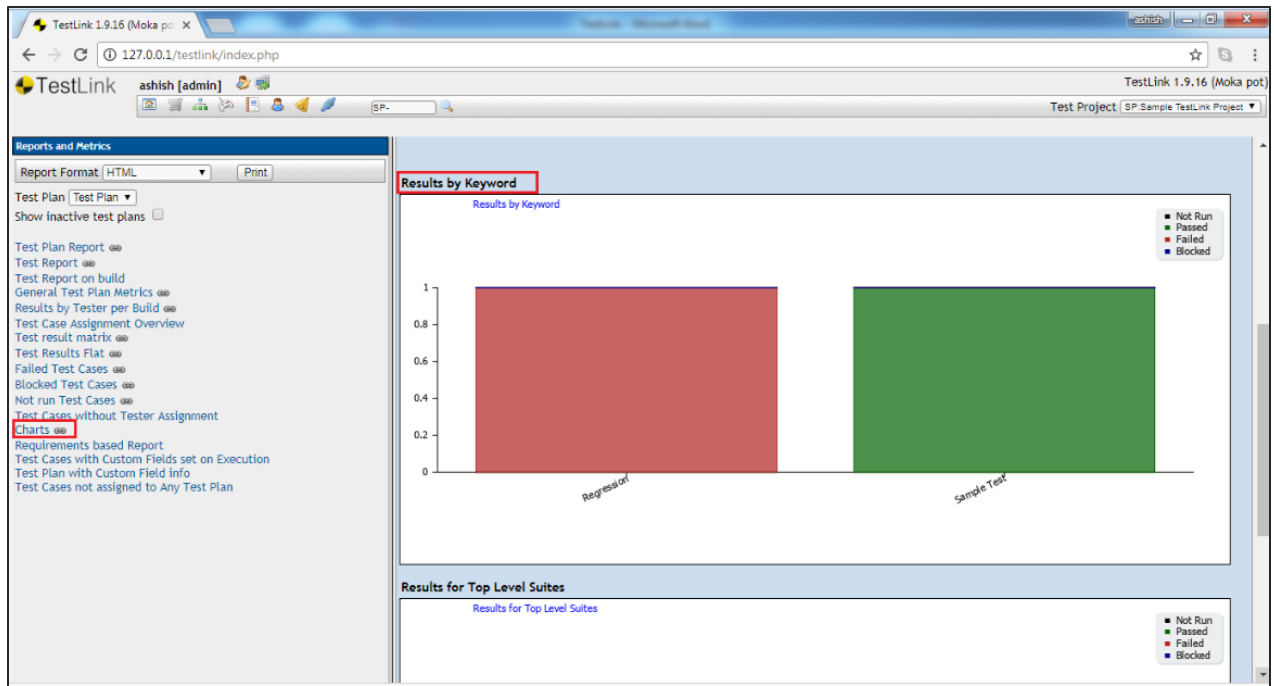 TestLink 1.9.16 (Moka po
ashish
127.0.0.1/testlink/index.php
TestLink
ashish [admin]
TestLink 1.9.16 (Moka pot)
SP-
Test Project
SP:Sample TestLink Project
Reports and Metrics
Report Format
HTML
Print
Test Plan
Test Plan
Show inactive test plans
Test Plan Report
Test Report
Test Report on build
General Test Plan Metrics
Results by Tester per Build
Test Case Assignment Overview
Test result matrix
Test Results Flat
Failed Test Cases
Blocked Test Cases
Not run Test Cases
Test Cases without Tester Assignment
Charts
Requirements based Report
Test Cases with Custom Fields set on Execution
Test Plan with Custom Field info
Test Cases not assigned to Any Test Plan
Results by Keyword
Results by Keyword
Not Run
Passed
Failed
Blocked
1
0.8
0.6
0.4
0.2
0
Regression
Sample Test
Results for Top Level Suites
Results for Top Level Suites
Not Run
Passed
Failed
Blocked